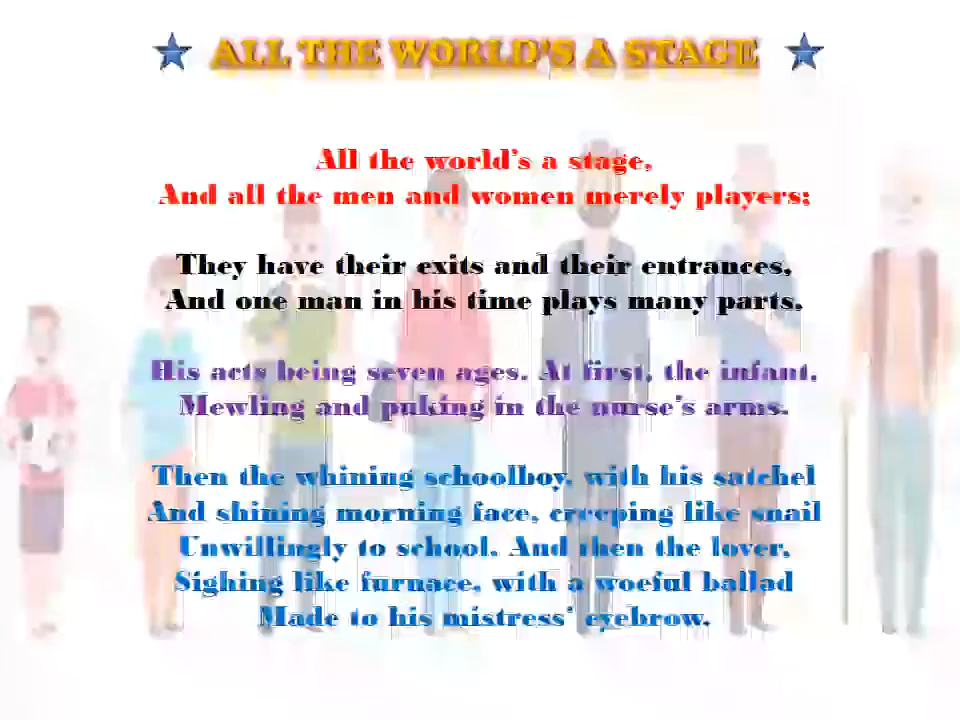 ALL THE WORLD'S A STAGE
All the world's a stage,
And all the men and women merely players;
They have their exits and their entrances,
And one man in his time plays many parts,
His acts being seven ages. At first, the infant,
Mewling and puking in the nurse's arms.
Then the whining schoolboy, with his satchel
And shining morning face, creeping like snail
Unwillingly to school. And then the lover,
Sighing like furnace, with a woeful ballad
Made to his mistress' eyebrow.